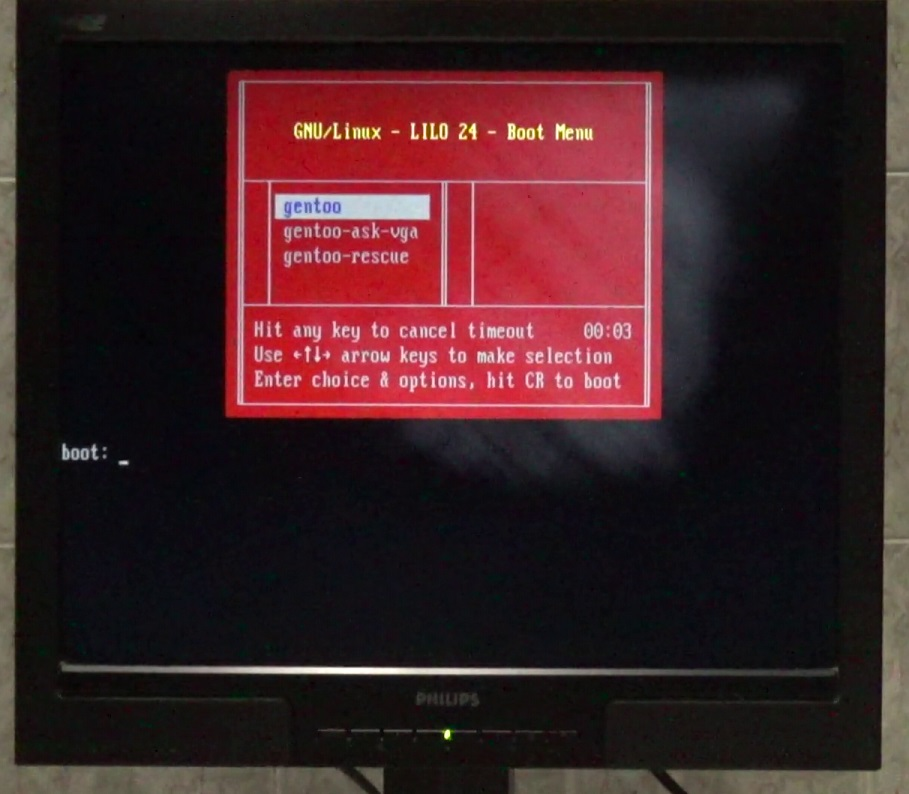 GNU/Linux - LILO 24 - Boot Menu
gentoo
gentoo-ask-vga
gentoo-rescue
Hit any key to cancel timeout 00:03
Use ←↑↓→ arrow keys to make selection
Enter choice & options, hit CR to boot
boot: _
PHILIPS